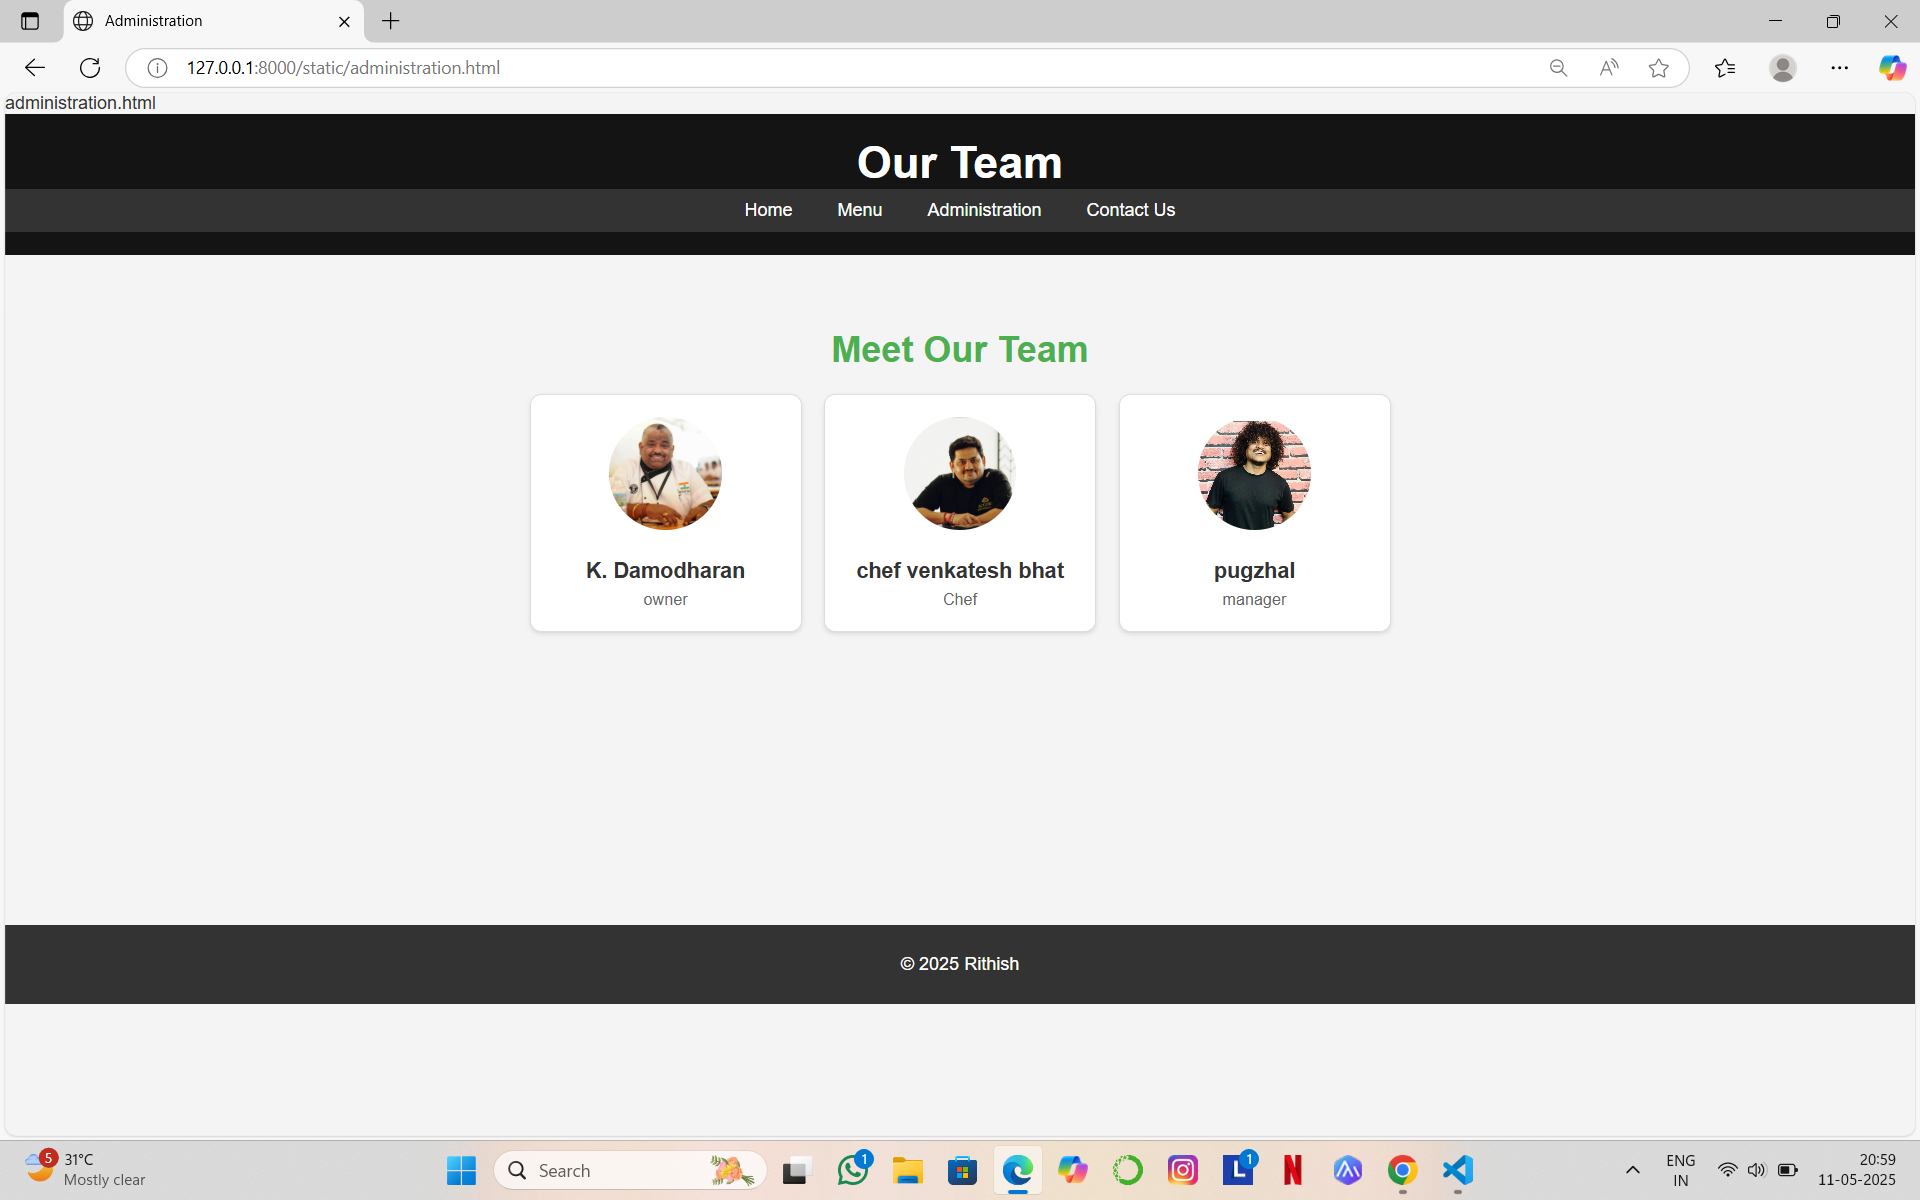 Administration
127.0.0.1:8000/static/administration.html
administration.html
Our Team
Home Menu Administration Contact Us
Meet Our Team
K. Damodharan
owner
chef venkatesh bhat
Chef
pugzhal
manager
© 2025 Rithish
5
31°C
Mostly clear
Search
1
L
1
N
ENG
IN
20:59
11-05-2025